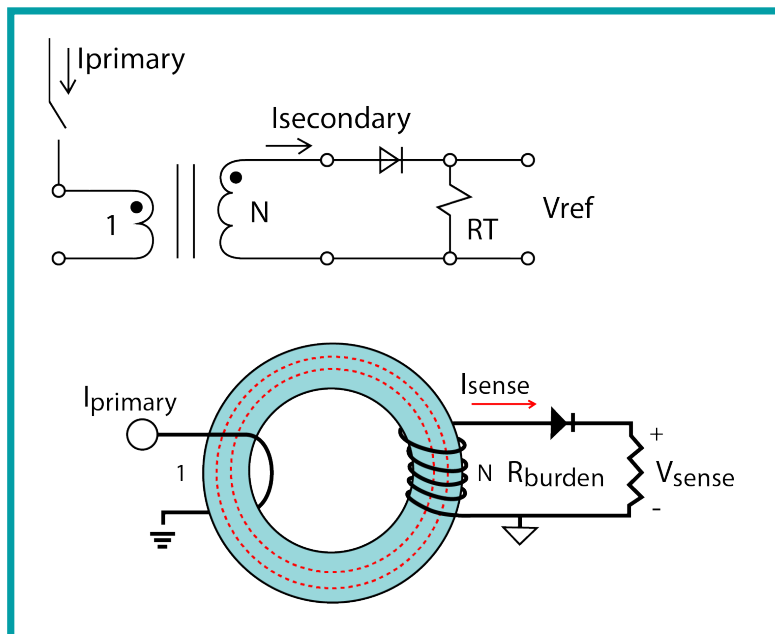 Iprimary
Isecondary
1
N
RT
Vref
Iprimary
Isense
1
N
Rburden
+
Vsense
-